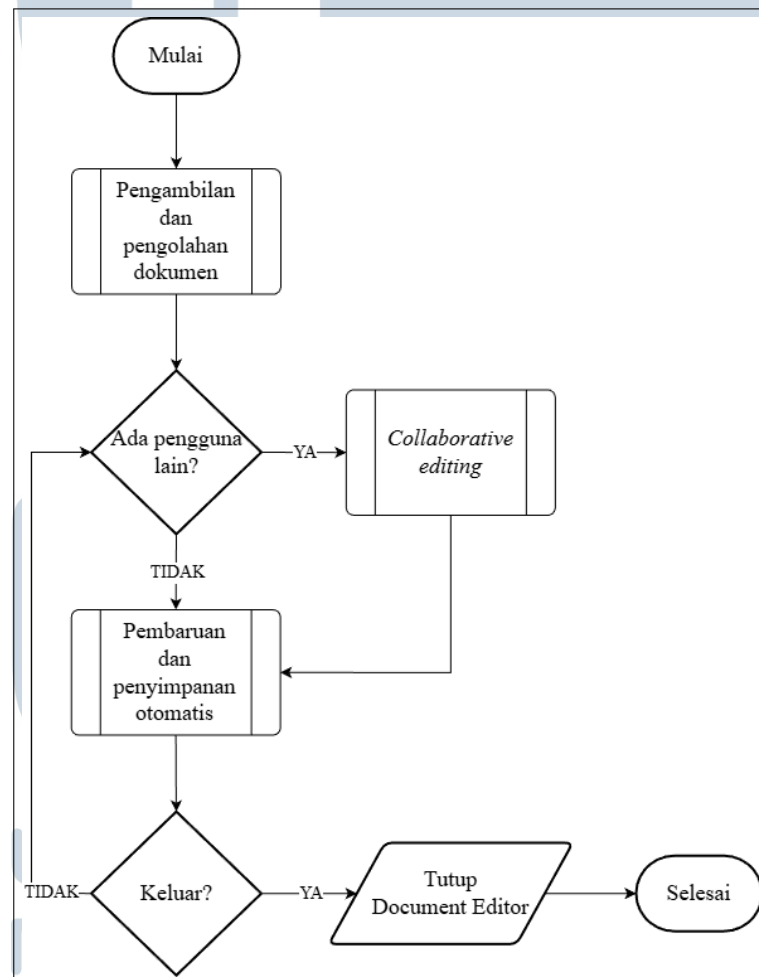 Mulai
Pengambilan
dan
pengolahan
dokumen
Ada pengguna
lain?
YA
Collaborative
editing
TIDAK
Pembaruan
dan
penyimpanan
otomatis
TIDAK
Keluar?
YA
Tutup
Document Editor
Selesai